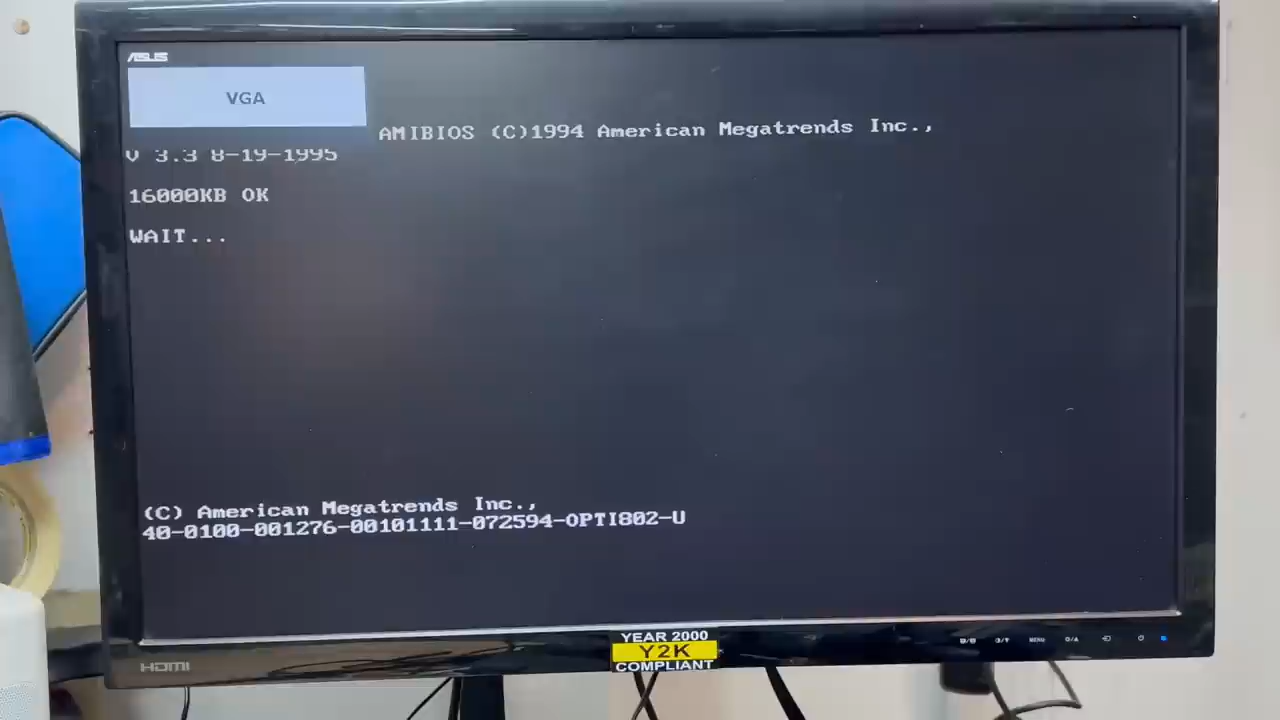 ASUS
VGA
AMIBIOS (C)1994 American Megatrends Inc.,
V 3.3 8-19-1995
16000KB OK
WAIT...
(C) American Megatrends Inc.,
40-0100-001276-00101111-072594-OPTI802-U
HDMI
YEAR 2000
Y2K
COMPLIANT
MENU